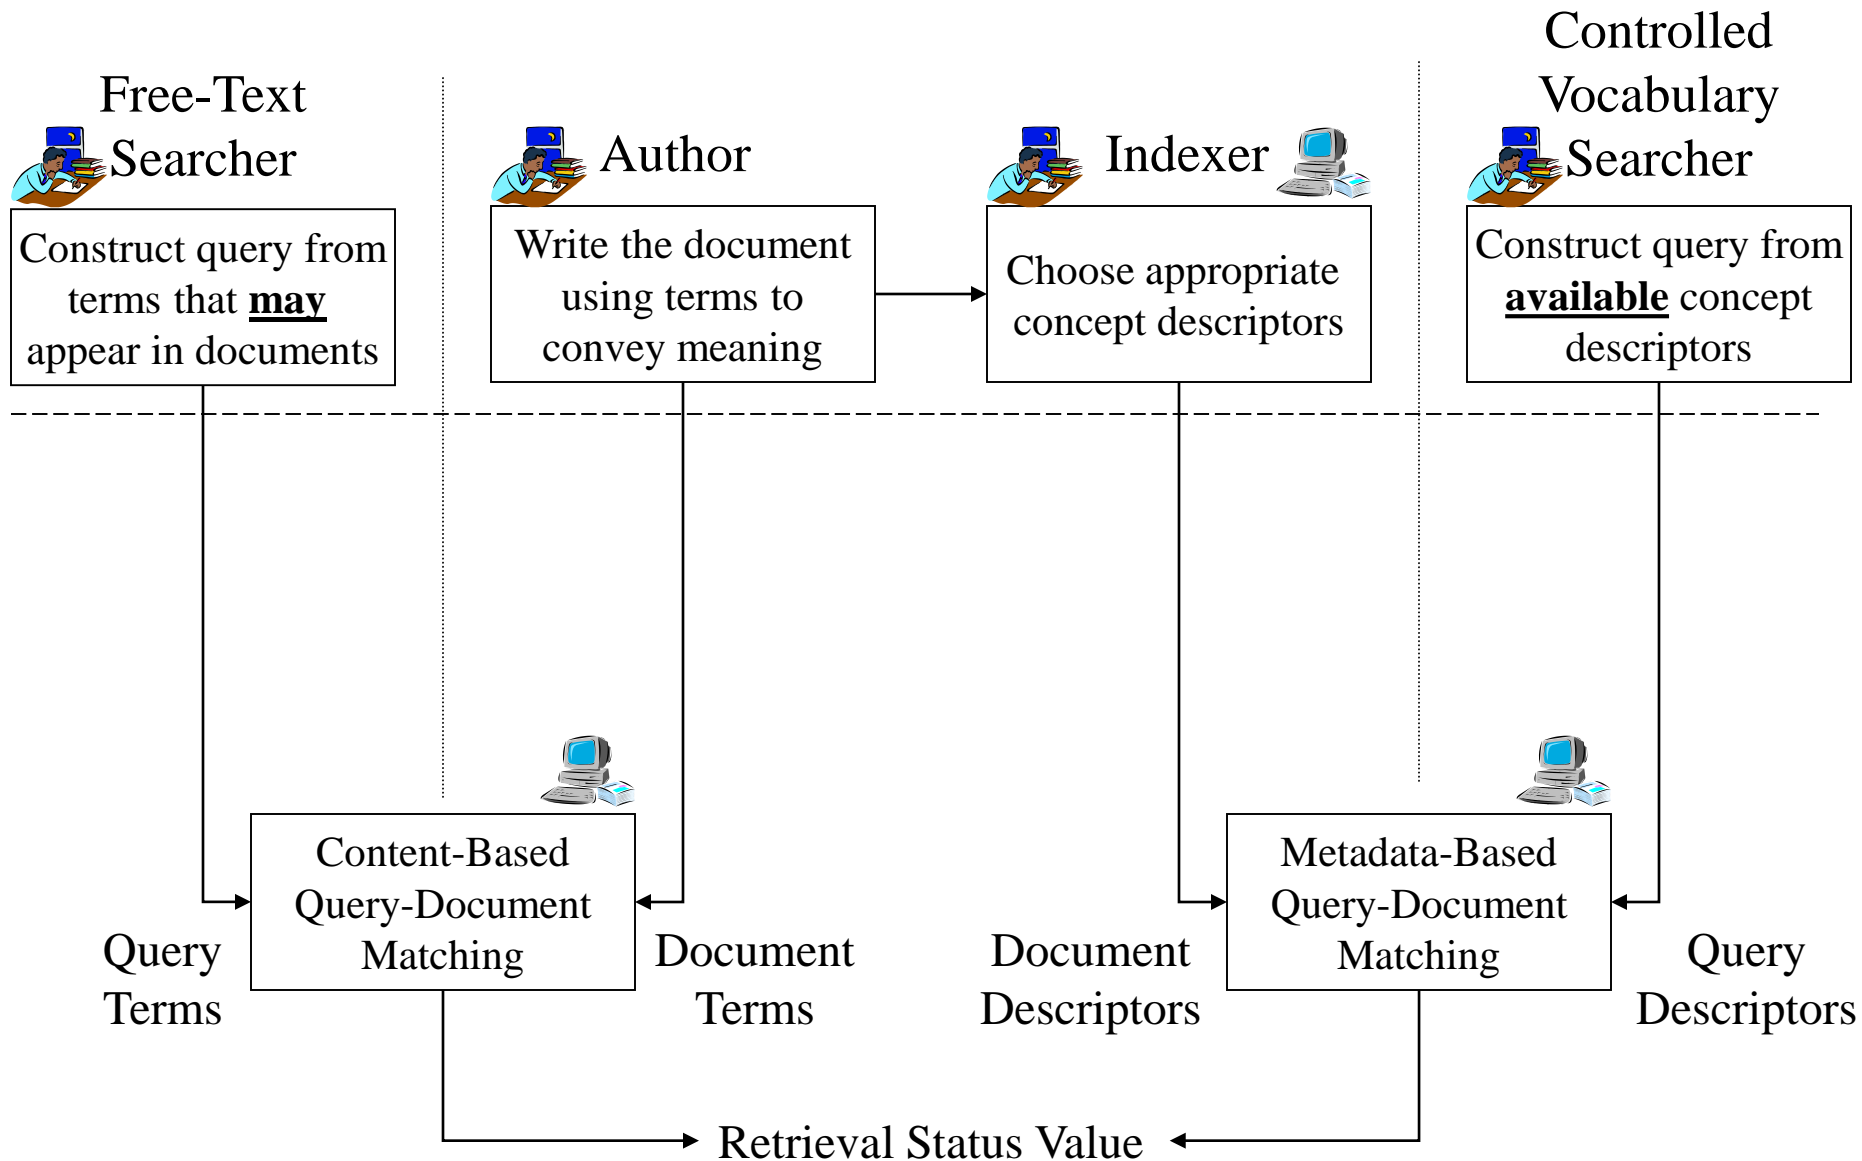 Free-Text
Searcher
Construct query from
terms that may
appear in documents
Author
Write the document
using terms to
convey meaning
Indexer
Choose appropriate
concept descriptors
Controlled
Vocabulary
Searcher
Construct query from
available concept
descriptors
Content-Based
Query-Document
Matching
Query
Terms
Document
Terms
Metadata-Based
Query-Document
Matching
Document
Descriptors
Query
Descriptors
Retrieval Status Value